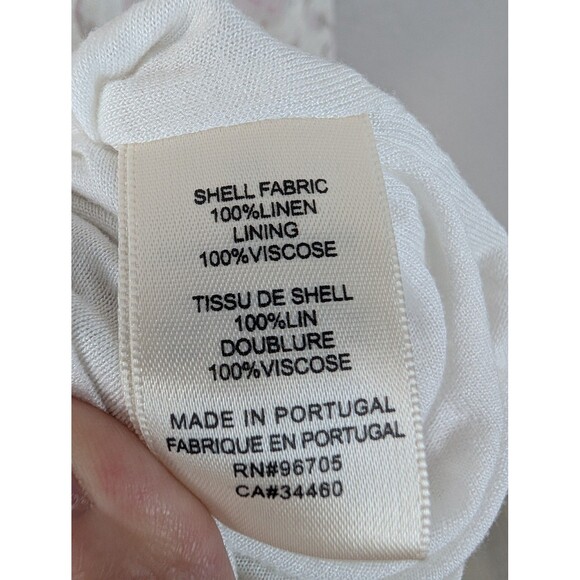 SHELL FABRIC
100%LINEN
LINING
100%VISCOSE
TISSU DE SHELL
100%LIN
DOUBLURE
100%VISCOSE
MADE IN PORTUGAL
FABRIQUE EN PORTUGAL
RN#96705
CA#34460